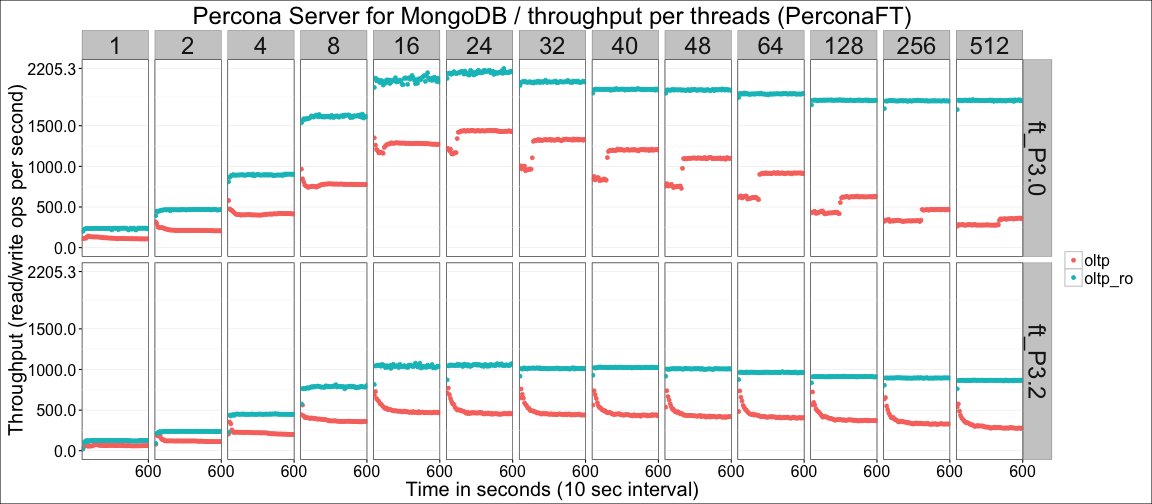 Percona Server for MongoDB / throughput per threads (PerconaFT)
1 2 4 8 16 24 32 40 48 64 128 256 512
Throughput (read/write ops per second)
2205.3
1500.0
1000.0
500.0
0.0
ft_P3.0
2205.3
1500.0
1000.0
500.0
0.0
ft_P3.2
oltp
oltp_ro
600 600 600 600 600 600 600 600 600 600 600 600 600
Time in seconds (10 sec interval)